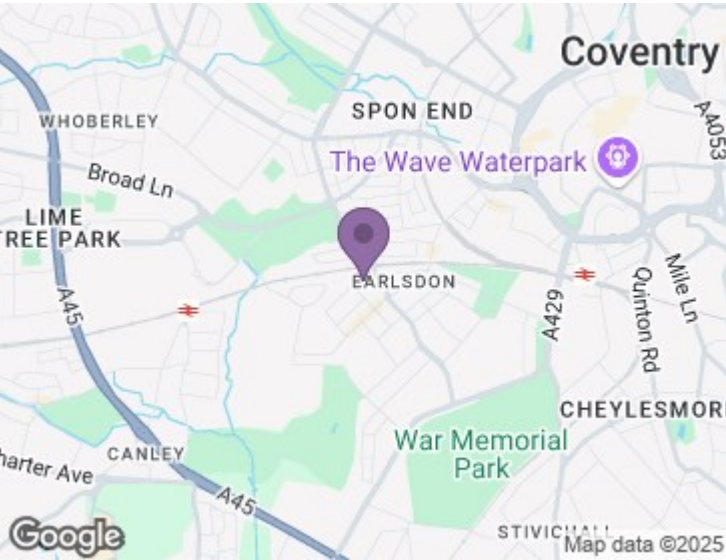 Coventry
SPON END
WHOBERLEY
A4053
The Wave Waterpark
Broad Ln
LIME
TREE PARK
EARLSDON
A45
A429
Quinton Rd
Mile Ln
CHEYLESMOR
War Memorial
Park
CANLEY
harter Ave
A45
STIVICHALL
Google
Map data ©2025